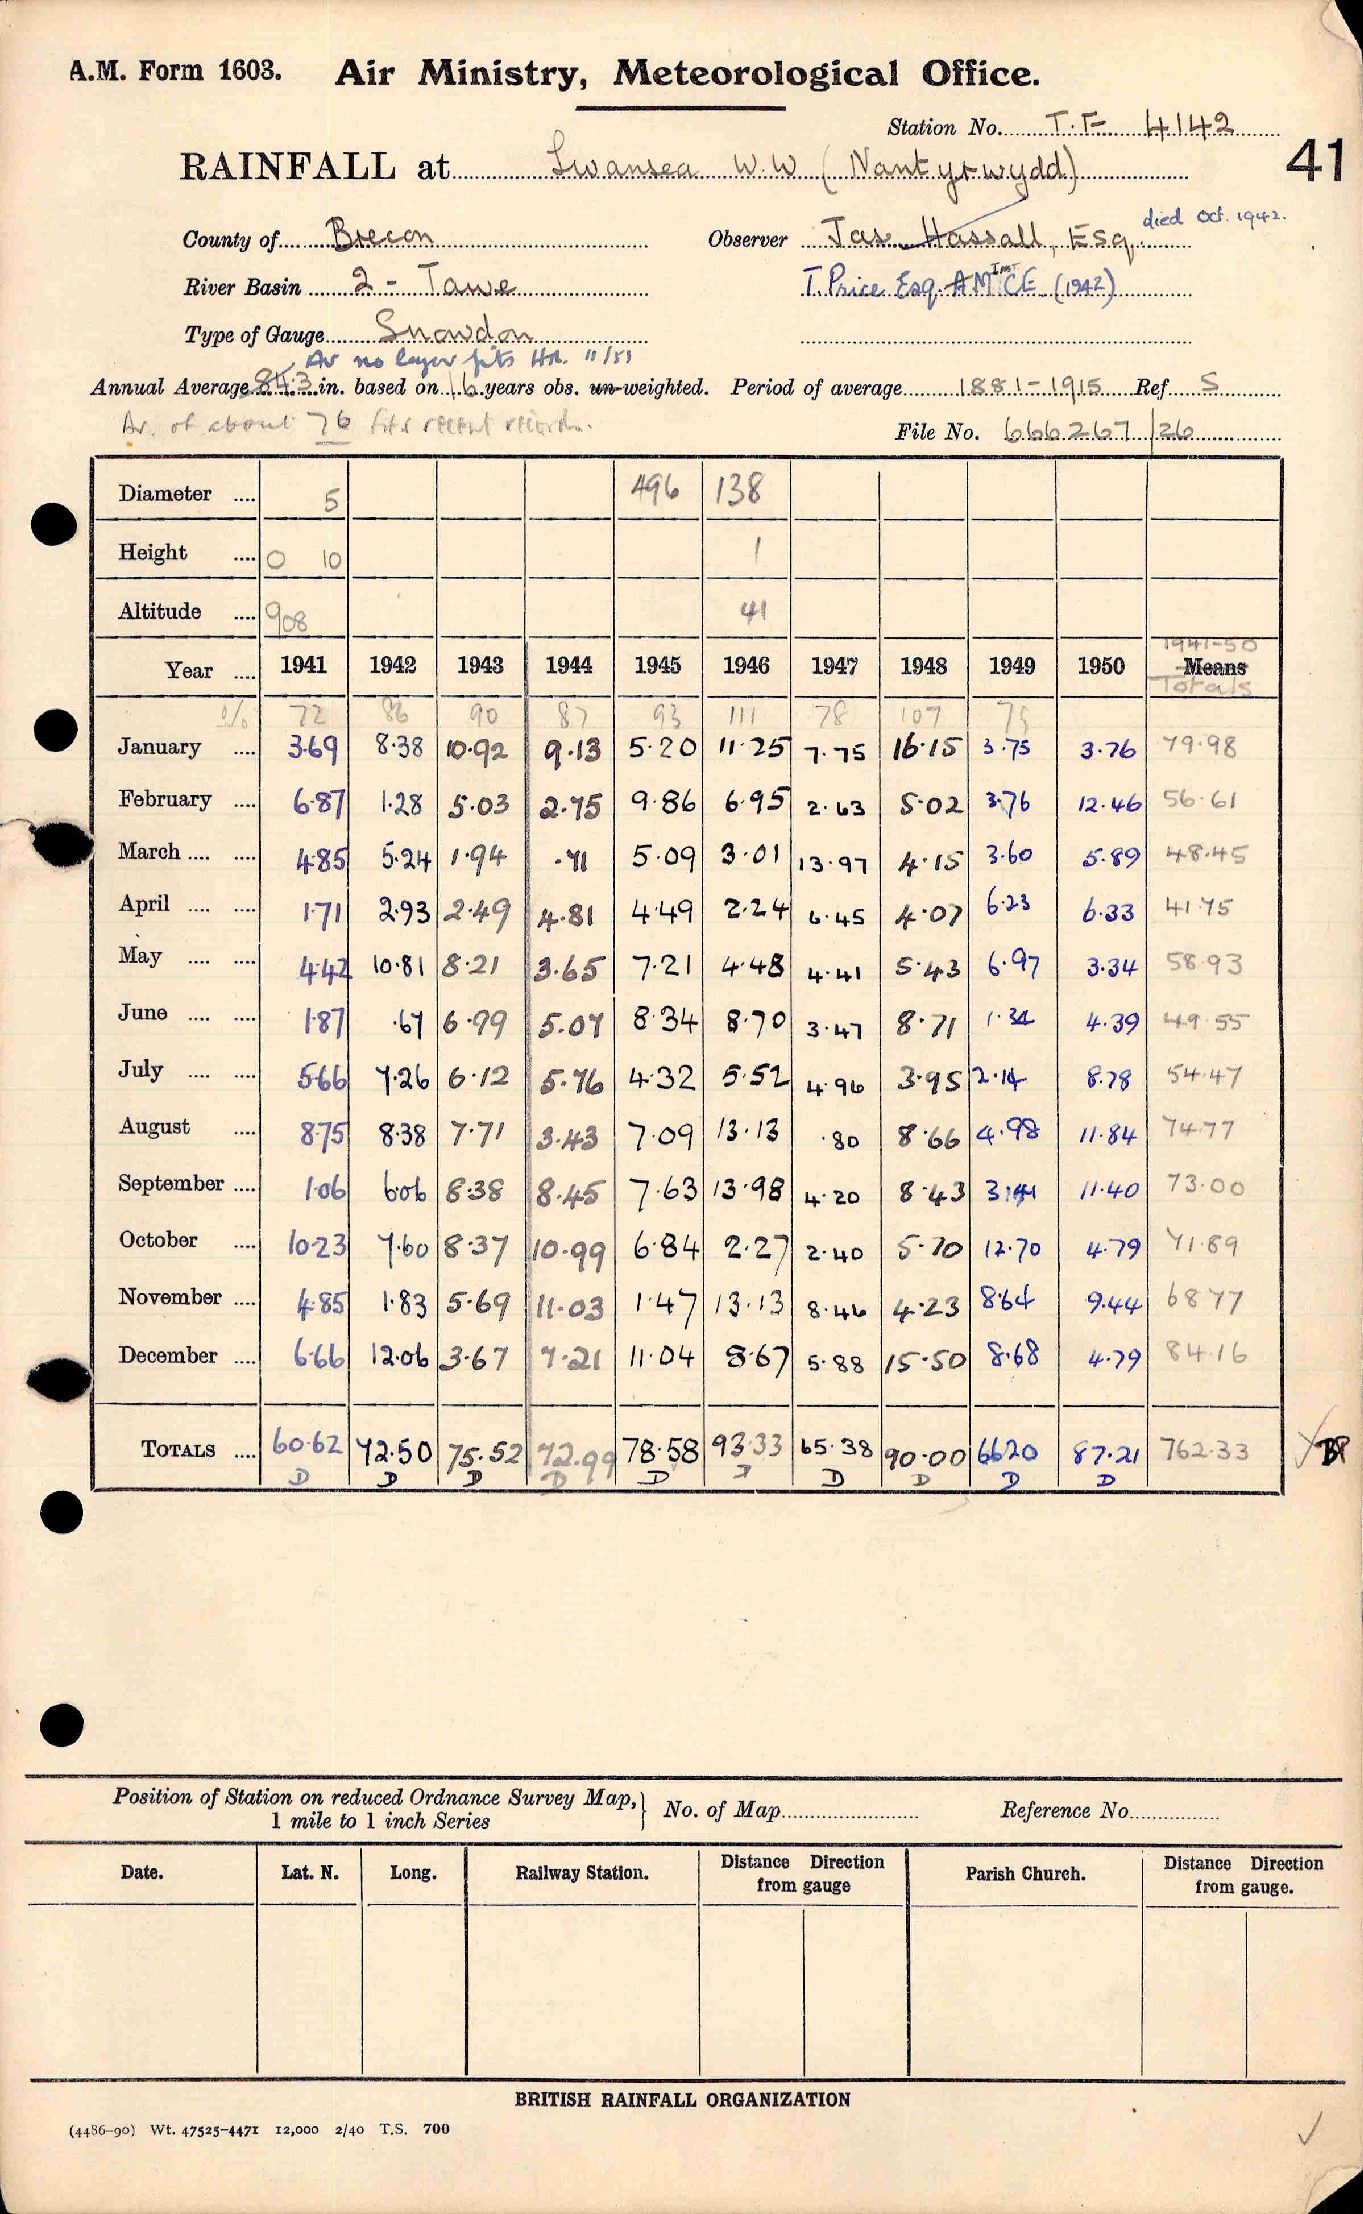 A.M. Form 1603. Air Ministry, Meteorological Office.
Station No. T.F 4142
RAINFALL at Swansea W.W (Nantyrwydd) 41
County of Brecon Observer Jas Hassall, Esq. died Oct. 1942.
River Basin 2 - Tawe T. Price Esq. AMICE (1942)
Type of Gauge Snowdon
Av no longer fits HR. 11/51
Annual Average 84.3 in. based on 16 years obs. un-weighted. Period of average 1881-1915 Ref S
Av. of about 76 fits recent records.
File No. 666267/26
Diameter .... 5 496 138
Height .... 0 10 1
Altitude .... 908 41
1941-50
Year .... 1941 1942 1943 1944 1945 1946 1947 1948 1949 1950 Means
Totals
% 72 86 90 87 93 111 78 107 79
January .... 3.69 8.38 10.92 9.13 5.20 11.25 7.75 16.15 3.75 3.76 79.98
February .... 6.87 1.28 5.03 2.75 9.86 6.95 2.63 5.02 3.76 12.46 56.61
March .... .... 4.85 5.24 1.94 .71 5.09 3.01 13.97 4.15 3.60 5.89 48.45
April .... .... 1.71 2.93 2.49 4.81 4.49 2.24 6.45 4.07 6.23 6.33 41.75
May .... .... 4.42 10.81 8.21 3.65 7.21 4.48 4.41 5.43 6.97 3.34 58.93
June .... .... 1.87 .67 6.99 5.07 8.34 8.70 3.47 8.71 1.34 4.39 49.55
July .... .... 5.66 7.26 6.12 5.76 4.32 5.52 4.96 3.95 2.14 8.78 54.47
August .... 8.75 8.38 7.71 3.43 7.09 13.13 .80 8.66 4.98 11.84 74.77
September .... 1.06 6.06 8.38 8.45 7.63 13.98 4.20 8.43 3.41 11.40 73.00
October .... 10.23 7.60 8.37 10.99 6.84 2.27 2.40 5.70 12.70 4.79 71.89
November .... 4.85 1.83 5.69 11.03 1.47 13.13 8.46 4.23 8.64 9.44 68.77
December .... 6.66 12.06 3.67 7.21 11.04 8.67 5.88 15.50 8.68 4.79 84.16
TOTALS .... 60.62 72.50 75.52 72.99 78.58 93.33 65.38 90.00 66.20 87.21 762.33
D D D D D D D D D
Position of Station on reduced Ordnance Survey Map, } No. of Map Reference No.
1 mile to 1 inch Series
Date. Lat. N. Long. Railway Station. Distance Direction from gauge Parish Church. Distance Direction from gauge.
BRITISH RAINFALL ORGANIZATION
(4486-90) Wt. 47525-4471 12,000 2/40 T.S. 700